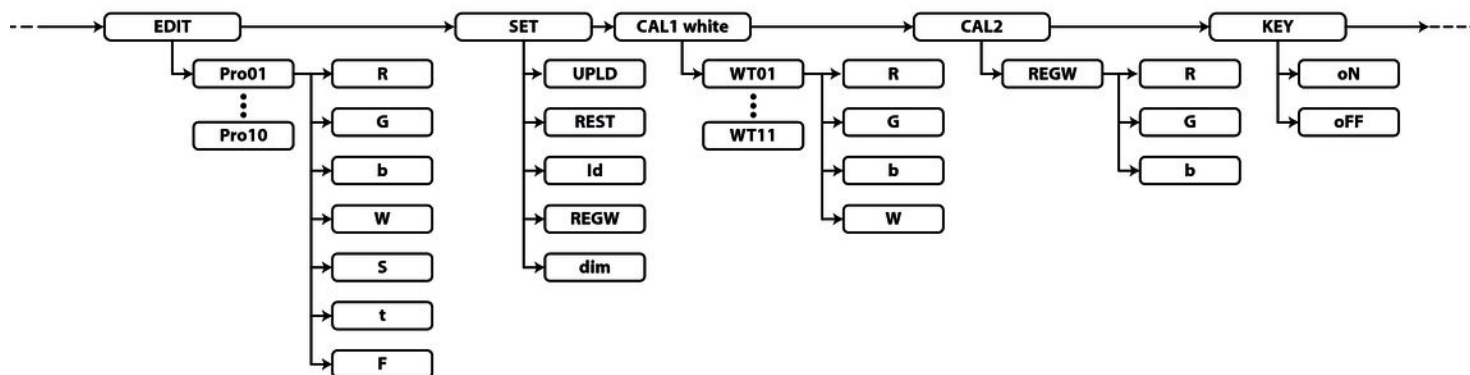 EDIT SET CAL1 white CAL2 KEY
Pro01 R UPLD WT01 R REGW R oN
G REST G G oFF
Pro10 WT11
b Id b b
W REGW W
S dim
t
F